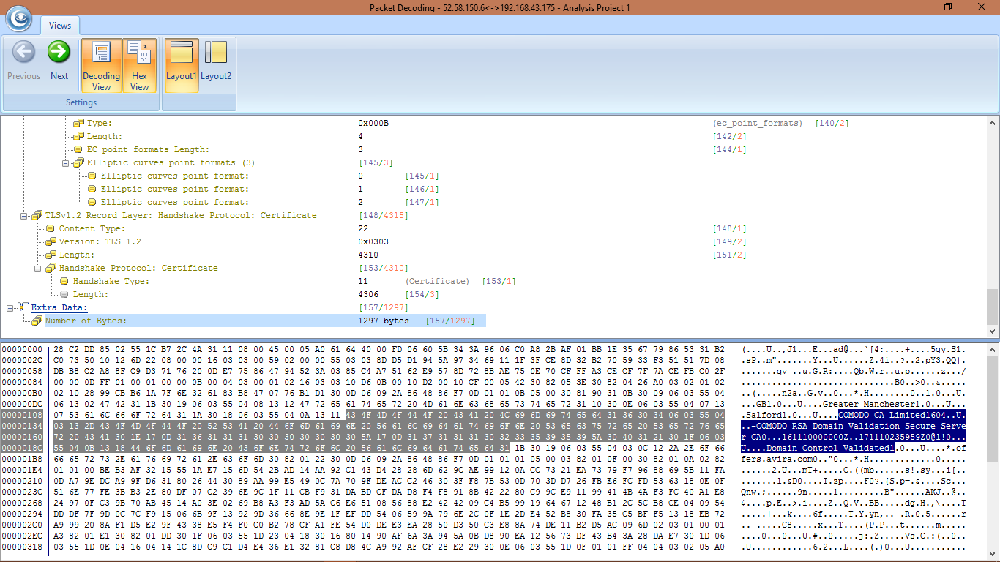 Packet Decoding - 52.58.150.6<->192.168.43.175 - Analysis Project 1
Views
Previous Next Decoding View Hex View Layout1 Layout2
Settings
Type: 0x000B (ec_point_formats) [140/2]
Length: 4 [142/2]
EC point formats Length: 3 [144/1]
Elliptic curves point formats (3) [145/3]
Elliptic curves point format: 0 [145/1]
Elliptic curves point format: 1 [146/1]
Elliptic curves point format: 2 [147/1]
TLSv1.2 Record Layer: Handshake Protocol: Certificate [148/4315]
Content Type: 22 [148/1]
Version: TLS 1.2 0x0303 [149/2]
Length: 4310 [151/2]
Handshake Protocol: Certificate [153/4310]
Handshake Type: 11 (Certificate) [153/1]
Length: 4306 [154/3]
Extra Data: [157/1297]
Number of Bytes: 1297 bytes [157/1297]
00000000 28 C2 DD 85 02 55 1C B7 2C 4A 31 11 08 00 45 00 05 A0 61 64 40 00 FD 06 60 5B 34 3A 96 06 C0 A8 2B AF 01 BB 1E 35 67 79 86 53 31 B2 (....U..,J1...E...ad@...`[4:....+....5gy.S1.
0000002C C0 73 50 10 12 6D 22 08 00 00 16 03 03 00 59 02 00 00 55 03 03 8D D5 D1 94 5A 97 34 69 11 1F 3F CE 8D 32 B2 70 59 33 F3 51 51 7D 08 .sP..m".......Y...U......Z.4i..?..2.pY3.QQ}.
00000058 DB B8 C2 A8 8F C9 D3 71 76 20 0D E7 75 86 47 94 52 3A 03 85 C4 A7 51 62 E9 57 8D 72 8B AE 75 0E 70 CF FF A3 CE CF 7F 7A CE FB C0 2F
00000084 00 00 0D FF 01 00 01 00 00 0B 00 04 03 00 01 02 16 03 03 10 D6 0B 00 10 D2 00 10 CF 00 05 42 30 82 05 3E 30 82 04 26 A0 03 02 01 02 ..............................B0..>0..&.....
000000B0 02 10 28 99 CB B6 1A 7F 6E 32 61 83 B8 47 07 76 B1 D1 30 0D 06 09 2A 86 48 86 F7 0D 01 01 0B 05 00 30 81 90 31 0B 30 09 06 03 55 04
000000DC 06 13 02 47 42 31 1B 30 19 06 03 55 04 08 13 12 47 72 65 61 74 65 72 20 4D 61 6E 63 68 65 73 74 65 72 31 10 30 0E 06 03 55 04 07 13 ...GB1.0...U....Greater Manchester1.0...U...
00000108 07 53 61 6C 66 6F 72 64 31 1A 30 18 06 03 55 04 0A 13 11 43 4F 4D 4F 44 4F 20 43 41 20 4C 69 6D 69 74 65 64 31 36 30 34 06 03 55 04 .Salford1.0...U....COMODO CA Limited1604..U.
00000134 03 13 2D 43 4F 4D 4F 44 4F 20 52 53 41 20 44 6F 6D 61 69 6E 20 56 61 6C 69 64 61 74 69 6F 6E 20 53 65 63 75 72 65 20 53 65 72 76 65 ..-COMODO RSA Domain Validation Secure Serve
00000160 72 20 43 41 30 1E 17 0D 31 36 31 31 31 30 30 30 30 30 30 30 5A 17 0D 31 37 31 31 31 30 32 33 35 39 35 39 5A 30 40 31 21 30 1F 06 03 r CA0...161110000000Z..171110235959Z0@1!0...
0000018C 55 04 0B 13 18 44 6F 6D 61 69 6E 20 43 6F 6E 74 72 6F 6C 20 56 61 6C 69 64 61 74 65 64 31 1B 30 19 06 03 55 04 03 0C 12 2A 2E 6F 66 U....Domain Control Validated1.0...U....*.of
000001B8 66 65 72 73 2E 61 76 69 72 61 2E 63 6F 6D 30 82 01 22 30 0D 06 09 2A 86 48 86 F7 0D 01 01 01 05 00 03 82 01 0F 00 30 82 01 0A 02 82 fers.avira.com0.."0...*.H.............0.....
000001E4 01 01 00 BE B3 AF 32 15 55 1A E7 15 6D 54 2B AD 14 AA 92 C1 43 D4 28 28 6D 62 9C AE 99 12 0A CC 73 21 EA 73 79 F7 96 88 69 5B 11 FA
00000210 0D A7 9E DC A9 9F D6 31 80 26 44 30 89 AA 99 E5 49 0C 7A 70 9F DE AC C2 46 30 3F F8 7B 53 0D 70 3D D7 26 FB E6 FC FD 53 63 18 0E 0F
0000023C 51 6E 77 FE 3B B3 2E 80 DF 07 C2 39 6E 9C 1F 11 CB F9 31 DA BD CF DA D8 F4 F8 91 8B 42 22 80 C9 9C E9 11 99 41 4B 4A F3 FC 40 A1 E8
00000268 24 97 0F C3 9B 70 AB 45 14 A0 3E 02 69 B8 A3 F3 AD 5A C6 E6 51 08 56 88 E2 42 42 09 C4 B5 99 19 64 67 12 48 B1 2C 5C B8 CE 04 09 54
00000294 DD DF 7F 9D 0C 7C F9 15 06 6B 9F 13 92 9D 36 66 8E 9E 1F EF DD 54 06 59 9A 79 6E 2C 0F 1E 2D E4 52 B8 30 FA 35 C5 BF F5 13 18 EB 72
000002C0 A9 99 20 8A F1 D5 E2 9F 43 38 E5 F4 F0 C0 B2 78 CF A1 FE 54 D0 DE E3 EA 28 50 D3 50 C3 E8 8A 74 DE 11 B2 D5 AC 09 6D 02 03 01 00 01
000002EC A3 82 01 E1 30 82 01 DD 30 1F 06 03 55 1D 23 04 18 30 16 80 14 90 AF 6A 3A 94 5A 0B D8 90 EA 12 56 73 DF 43 B4 3A 28 DA E7 30 1D 06
00000318 03 55 1D 0E 04 16 04 14 1C 8D C9 C1 D4 E4 36 E1 32 81 C8 D8 4C A9 92 AF CF 28 E2 29 30 0E 06 03 55 1D 0F 01 01 FF 04 04 03 02 05 A0